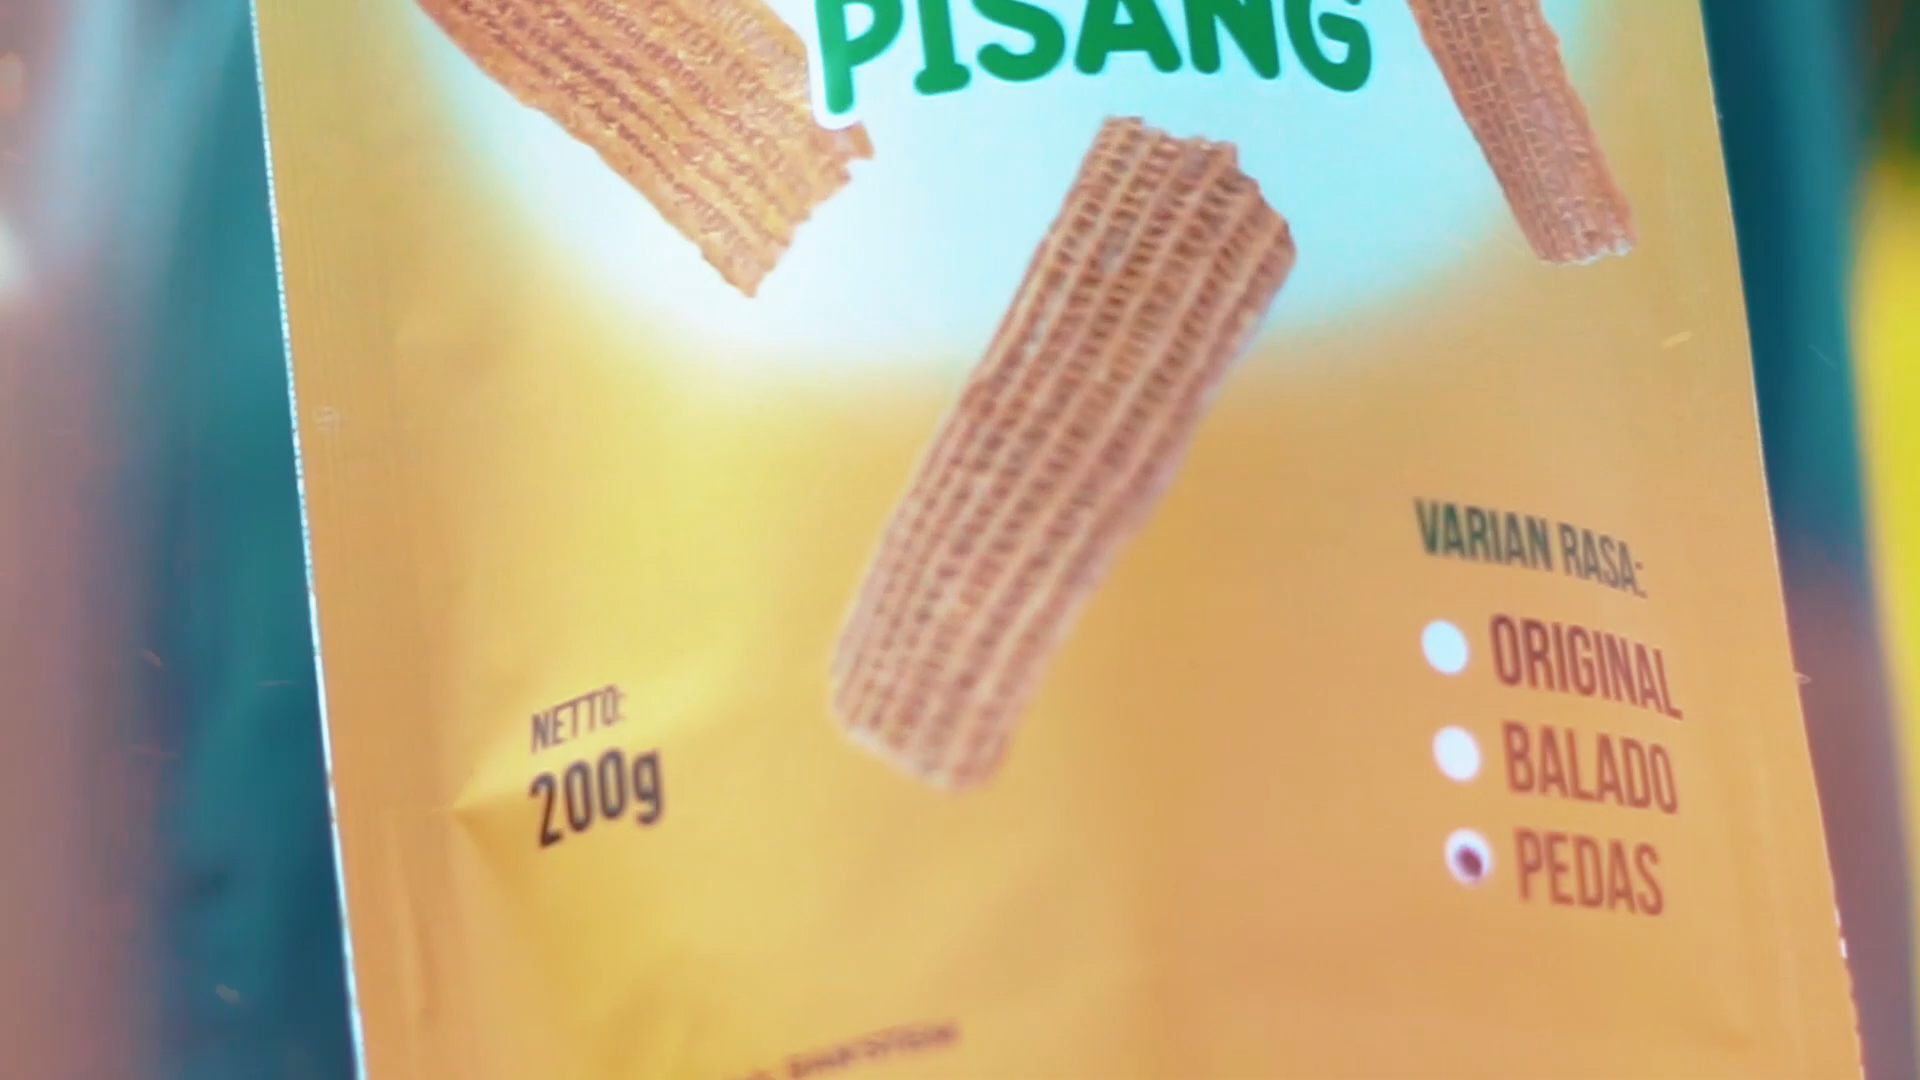 PISANG
NETTO:
200g
VARIAN RASA:
ORIGINAL
BALADO
PEDAS